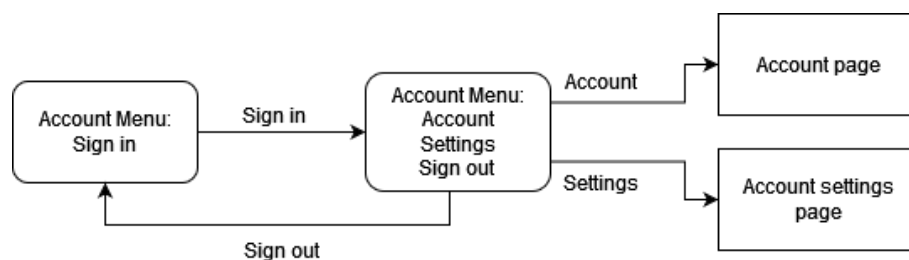 Account Menu:
Sign in
Sign in
Account Menu:
Account
Settings
Sign out
Account
Account page
Settings
Account settings
page
Sign out